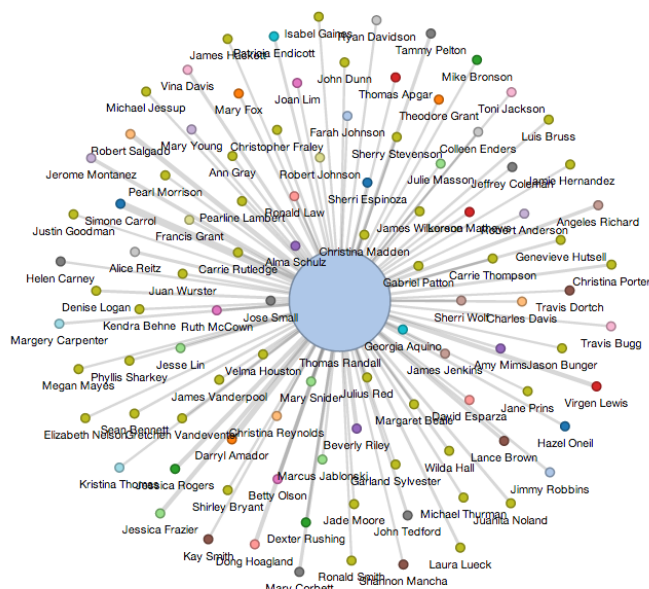 Isabel Gaines
Ryan Davidson
Tammy Pelton
James Hackett
Patricia Endicott
John Dunn
Mike Bronson
Vina Davis
Joan Lim
Thomas Apgar
Mary Fox
Theodore Grant
Toni Jackson
Michael Jessup
Farah Johnson
Luis Bruss
Robert Salgado
Mary Young
Christopher Fraley
Sherry Stevenson
Colleen Enders
Jerome Montanez
Ann Gray
Robert Johnson
Julie Masson
Jeffrey Coleman
Jamie Hernandez
Pearl Morrison
Sherri Espinoza
Simone Carrol
Pearline Lambert
Ronald Law
James Wilkerson
Robert Anderson
Angeles Richard
Justin Goodman
Francis Grant
Christina Madden
Genevieve Hutsell
Alma Schulz
Helen Carney
Alice Reitz
Carrie Rutledge
Carrie Thompson
Juan Wurster
Gabriel Patton
Christina Porter
Denise Logan
Kendra Behne
Ruth McCown
Jose Small
Sherri Wolf
Charles Davis
Travis Dortch
Margery Carpenter
Georgia Aquino
Travis Bugg
Jesse Lin
Thomas Randall
Amy Mims
Jason Bunger
Megan Mayes
Phyllis Sharkey
Velma Houston
James Jenkins
James Vanderpool
Mary Snider
Julius Red
Virgen Lewis
Jane Prins
Elizabeth Nelson
Sean Bennett
Gretchen Vandeventer
Christina Reynolds
Margaret Beale
David Esparza
Hazel Oneil
Darryl Amador
Beverly Riley
Lance Brown
Kristina Thomas
Jessica Rogers
Marcus Jablonski
Wilda Hall
Betty Olson
Garland Sylvester
Jimmy Robbins
Shirley Bryant
Michael Thurman
Juanita Noland
Jessica Frazier
Jade Moore
John Tedford
Kay Smith
Dexter Rushing
Dong Hoagland
Laura Lueck
Ronald Smith
Shannon Mancha
Mary Corbett